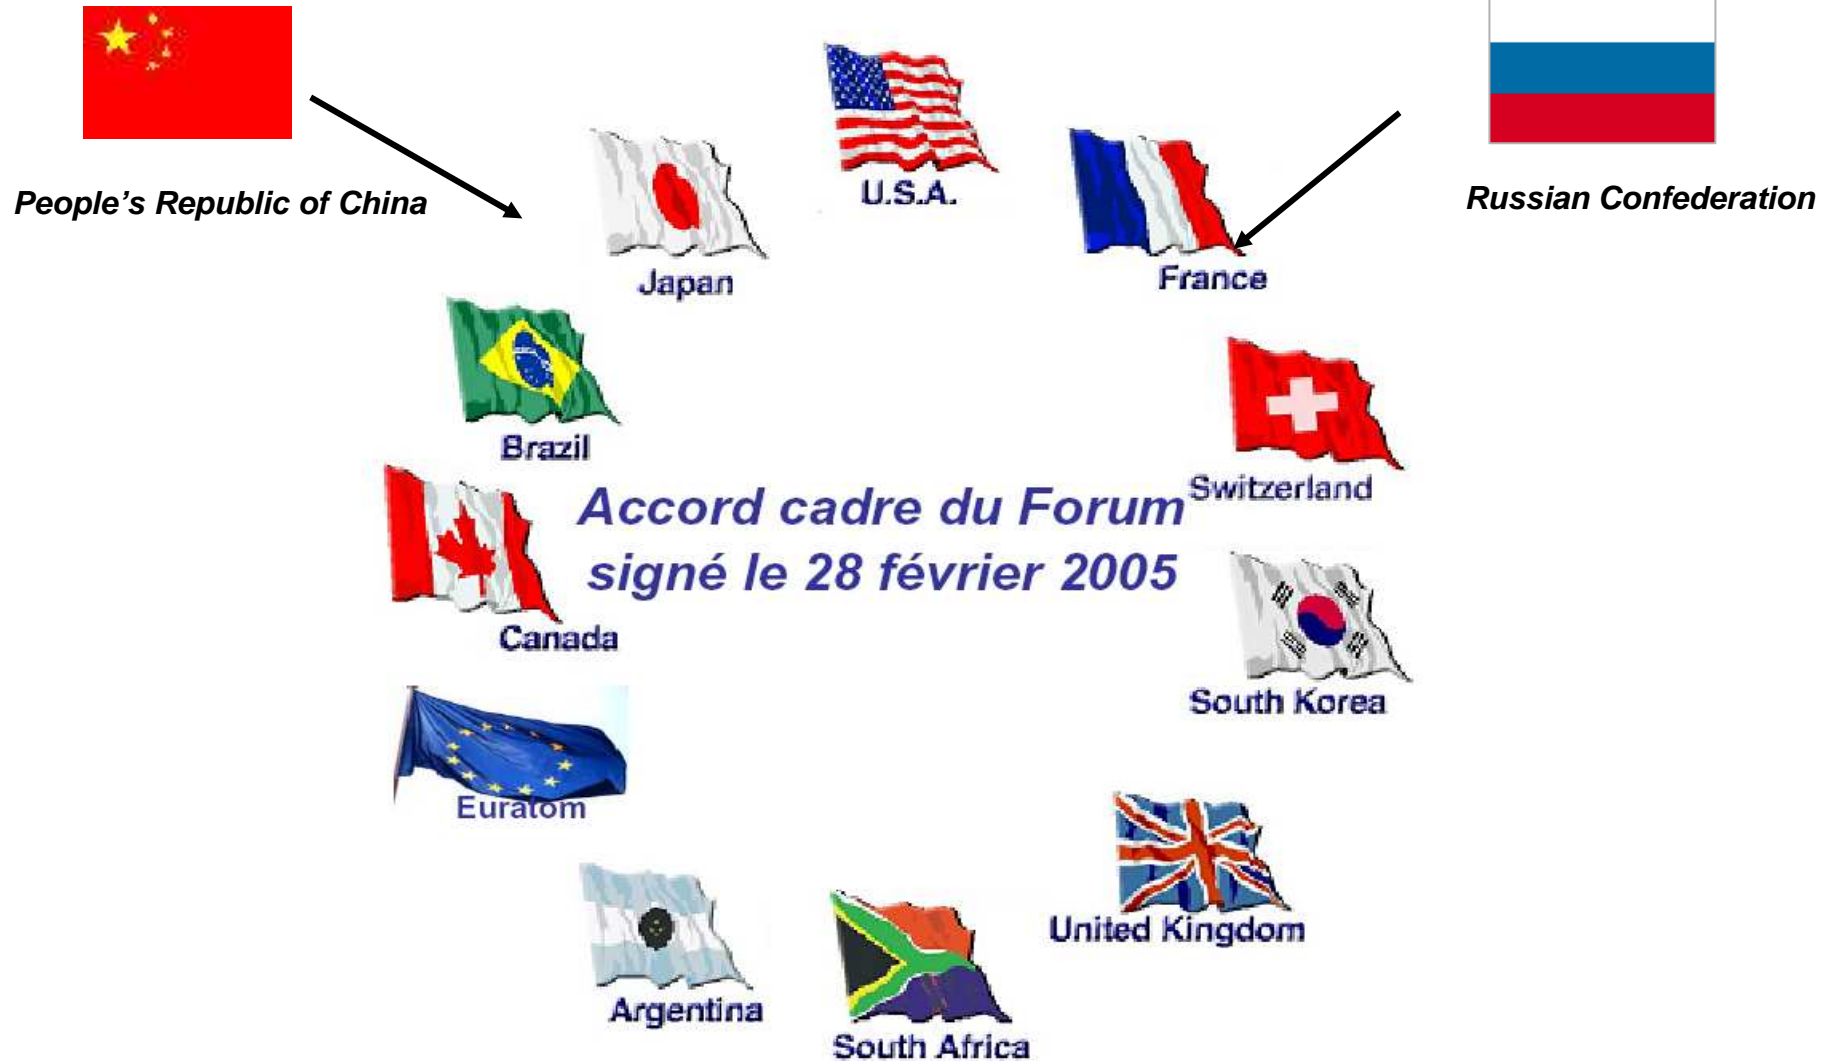 People’s Republic of China
Russian Confederation
U.S.A.
Japan
France
Brazil
Switzerland
Accord cadre du Forum
signé le 28 février 2005
Canada
South Korea
Euratom
United Kingdom
Argentina
South Africa